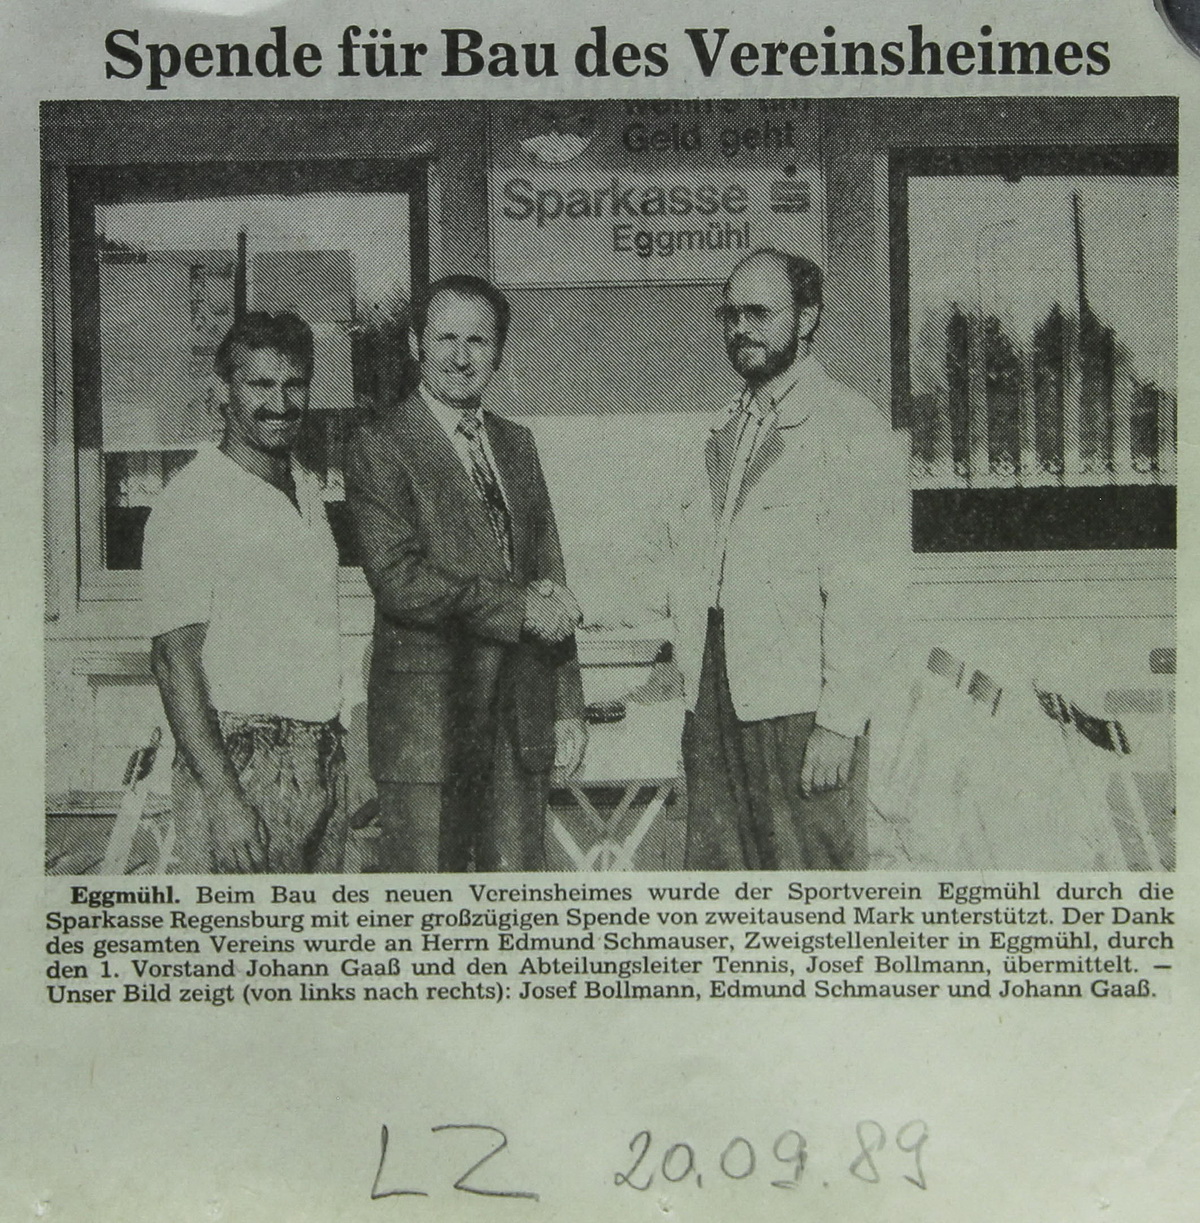 Spende für Bau des Vereinsheimes
Wenn's um
Geld geht
Sparkasse
Eggmühl
Eggmühl. Beim Bau des neuen Vereinsheimes wurde der Sportverein Eggmühl durch die
Sparkasse Regensburg mit einer großzügigen Spende von zweitausend Mark unterstützt. Der Dank
des gesamten Vereins wurde an Herrn Edmund Schmauser, Zweigstellenleiter in Eggmühl, durch
den 1. Vorstand Johann Gaaß und den Abteilungsleiter Tennis, Josef Bollmann, übermittelt. —
Unser Bild zeigt (von links nach rechts): Josef Bollmann, Edmund Schmauser und Johann Gaaß.
LZ 20.09.89